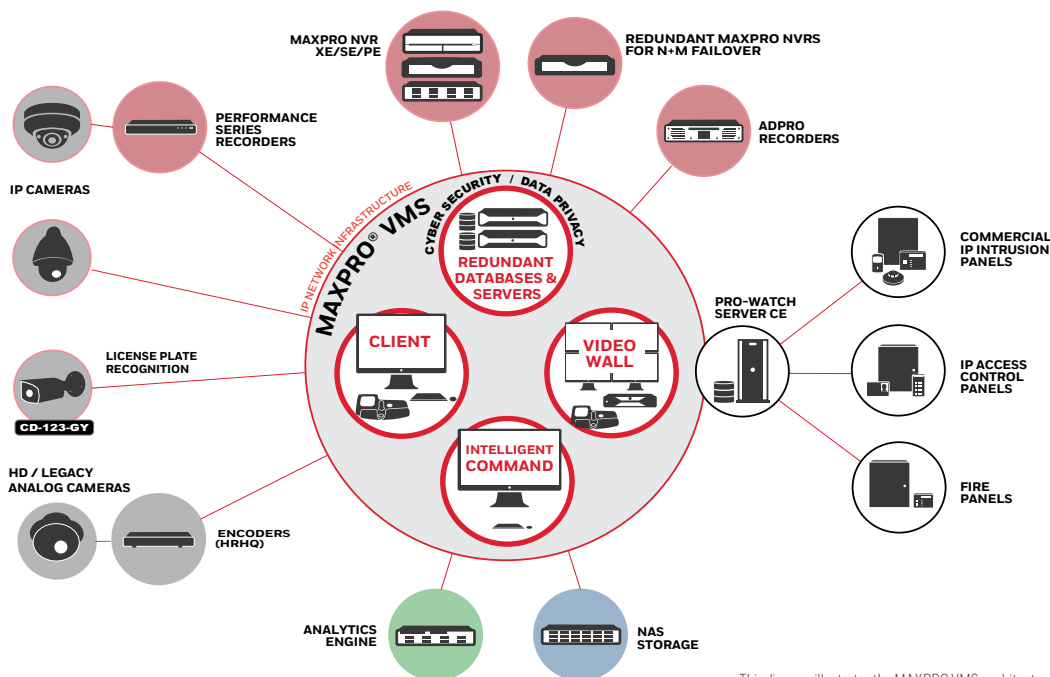 MAXPRO NVR
XE/SE/PE
REDUNDANT MAXPRO NVRS
FOR N+M FAILOVER
PERFORMANCE
SERIES
RECORDERS
ADPRO
RECORDERS
IP CAMERAS
IP NETWORK INFRASTRUCTURE
MAXPRO® VMS
CYBER SECURITY / DATA PRIVACY
REDUNDANT
DATABASES &
SERVERS
COMMERCIAL
IP INTRUSION
PANELS
PRO-WATCH
SERVER CE
CLIENT
VIDEO
WALL
LICENSE PLATE
RECOGNITION
IP ACCESS
CONTROL
PANELS
CD-123-GY
INTELLIGENT
COMMAND
HD / LEGACY
ANALOG CAMERAS
FIRE
PANELS
ENCODERS
(HRHQ)
ANALYTICS
ENGINE
NAS
STORAGE